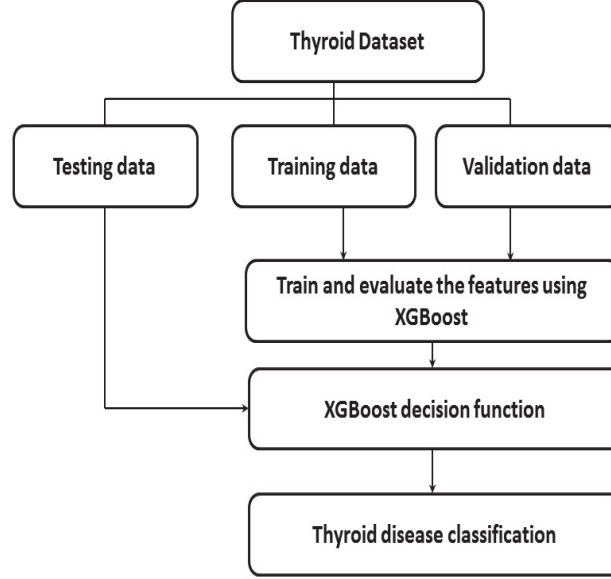 Thyroid Dataset
Testing data
Training data
Validation data
Train and evaluate the features using
XGBoost
XGBoost decision function
Thyroid disease classification